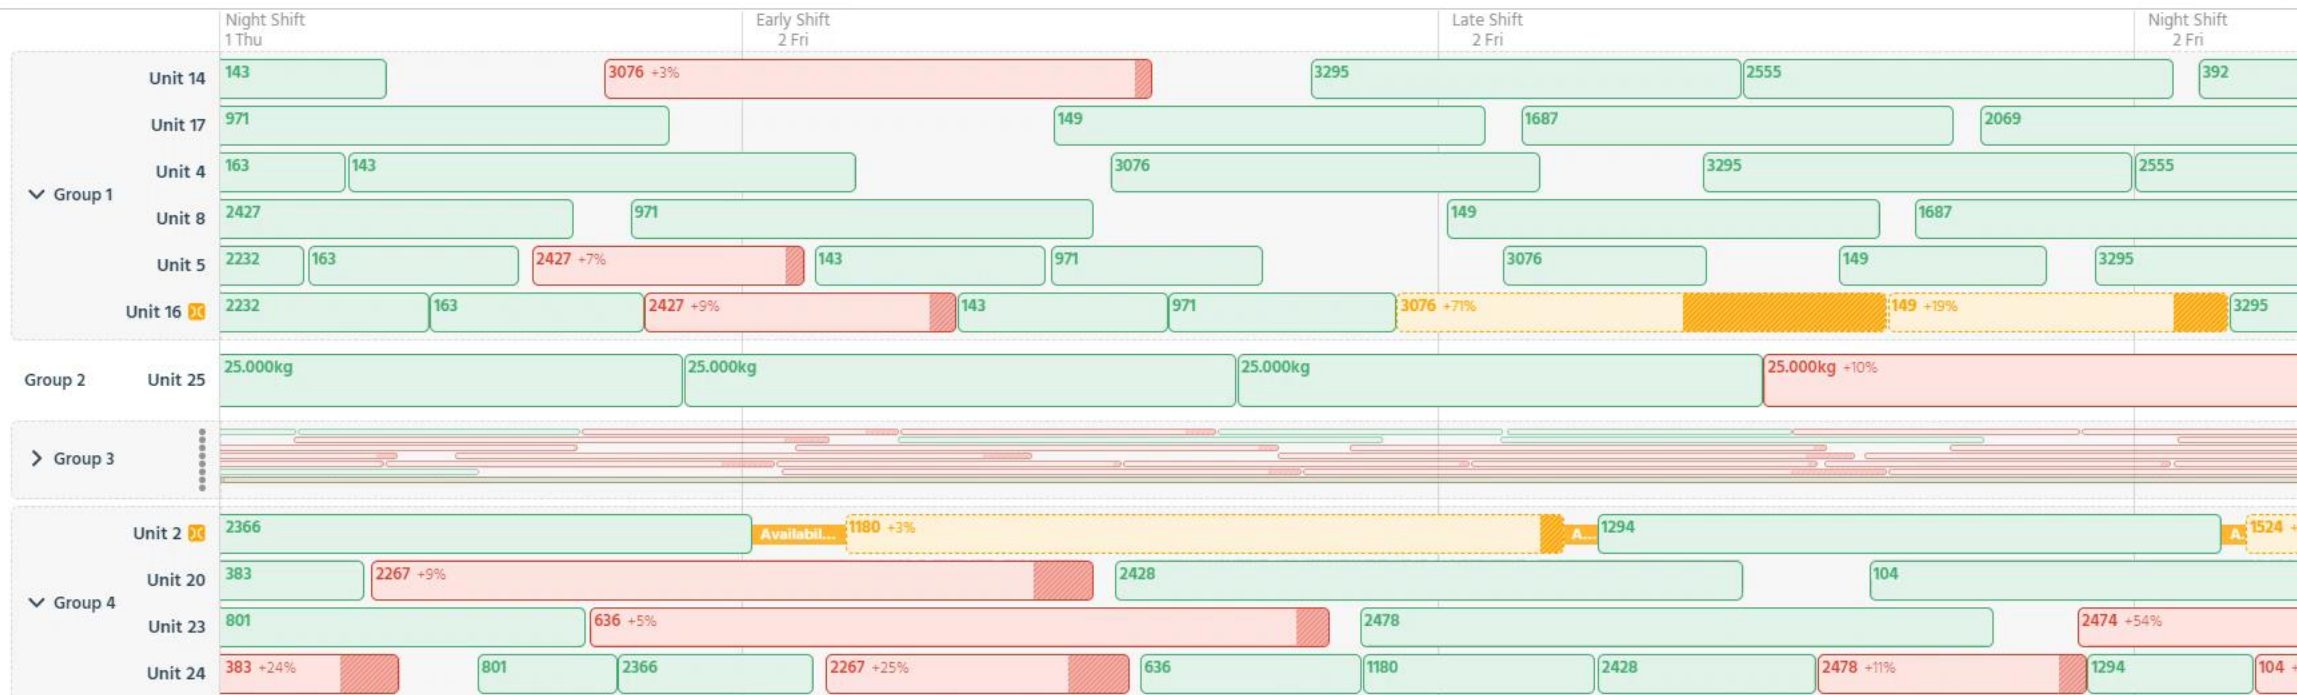 Night Shift Early Shift Late Shift Night Shift
1 Thu 2 Fri 2 Fri 2 Fri
Unit 14 143 3076 +3% 3295 2555 392
Unit 17 971 149 1687 2069
Unit 4 163 143 3076 3295 2555
Group 1
Unit 8 2427 971 149 1687
Unit 5 2232 163 2427 +7% 143 971 3076 149 3295
Unit 16 2232 163 2427 +9% 143 971 3076 +71% 149 +19% 3295
Group 2 Unit 25 25.000kg 25.000kg 25.000kg 25.000kg +10%
Group 3
Unit 2 2366 Availabil... 1180 +3% A... 1294 A. 1524 +
Unit 20 383 2267 +9% 2428 104
Group 4
Unit 23 801 636 +5% 2478 2474 +54%
Unit 24 383 +24% 801 2366 2267 +25% 636 1180 2428 2478 +11% 1294 104 +